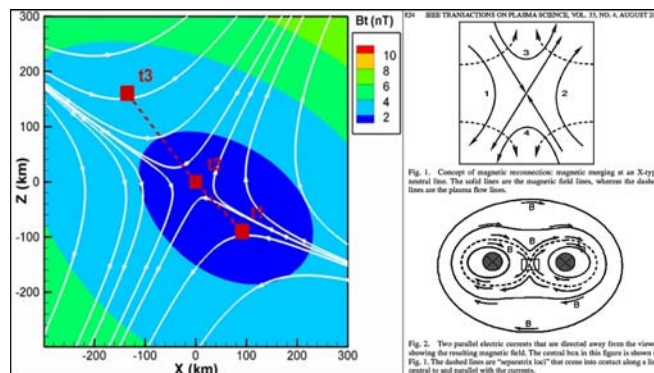 300
200
100
0
-100
-200
Z (km)
-200
-100
0
100
200
300
X (km)
t3
Bt (nT)
10
8
6
4
2
924 IEEE TRANSACTIONS ON PLASMA SCIENCE, VOL. 35, NO. 4, AUGUST 20
3
1
2
4
Fig. 1. Concept of magnetic reconnection: magnetic merging at an X-typ
neutral line. The solid lines are the magnetic field lines, whereas the dashe
lines are the plasma flow lines.
B
B
B
B
B
Fig. 2. Two parallel electric currents that are directed away from the viewe
showing the resulting magnetic field. The central box in this figure is shown i
Fig. 1. The dashed lines are "separatrix loci" that come into contact along a lin
central to and parallel with the currents.